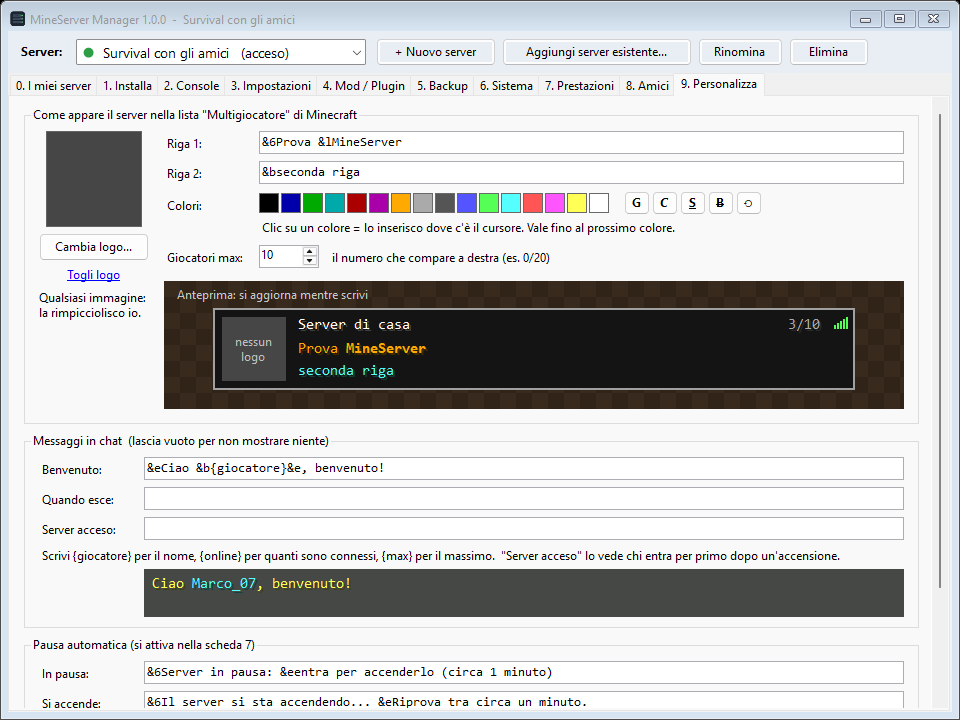 MineServer Manager 1.0.0 - Survival con gli amici
Server: Survival con gli amici (acceso) + Nuovo server Aggiungi server esistente... Rinomina Elimina
0. I miei server 1. Installa 2. Console 3. Impostazioni 4. Mod / Plugin 5. Backup 6. Sistema 7. Prestazioni 8. Amici 9. Personalizza
Come appare il server nella lista "Multigiocatore" di Minecraft
Riga 1: &6Prova &lMineServer
Riga 2: &bseconda riga
Colori: G C S B
Clic su un colore = lo inserisco dove c'è il cursore. Vale fino al prossimo colore.
Cambia logo...
Giocatori max: 10 il numero che compare a destra (es. 0/20)
Togli logo
Qualsiasi immagine:
la rimpicciolisco io.
Anteprima: si aggiorna mentre scrivi
nessun
logo
Server di casa 3/10
Prova MineServer
seconda riga
Messaggi in chat (lascia vuoto per non mostrare niente)
Benvenuto: &eCiao &b{giocatore}&e, benvenuto!
Quando esce:
Server acceso:
Scrivi {giocatore} per il nome, {online} per quanti sono connessi, {max} per il massimo. "Server acceso" lo vede chi entra per primo dopo un'accensione.
Ciao Marco_07, benvenuto!
Pausa automatica (si attiva nella scheda 7)
In pausa: &6Server in pausa: &eentra per accenderlo (circa 1 minuto)
Si accende: &6Il server si sta accendendo... &eRiprova tra circa un minuto.